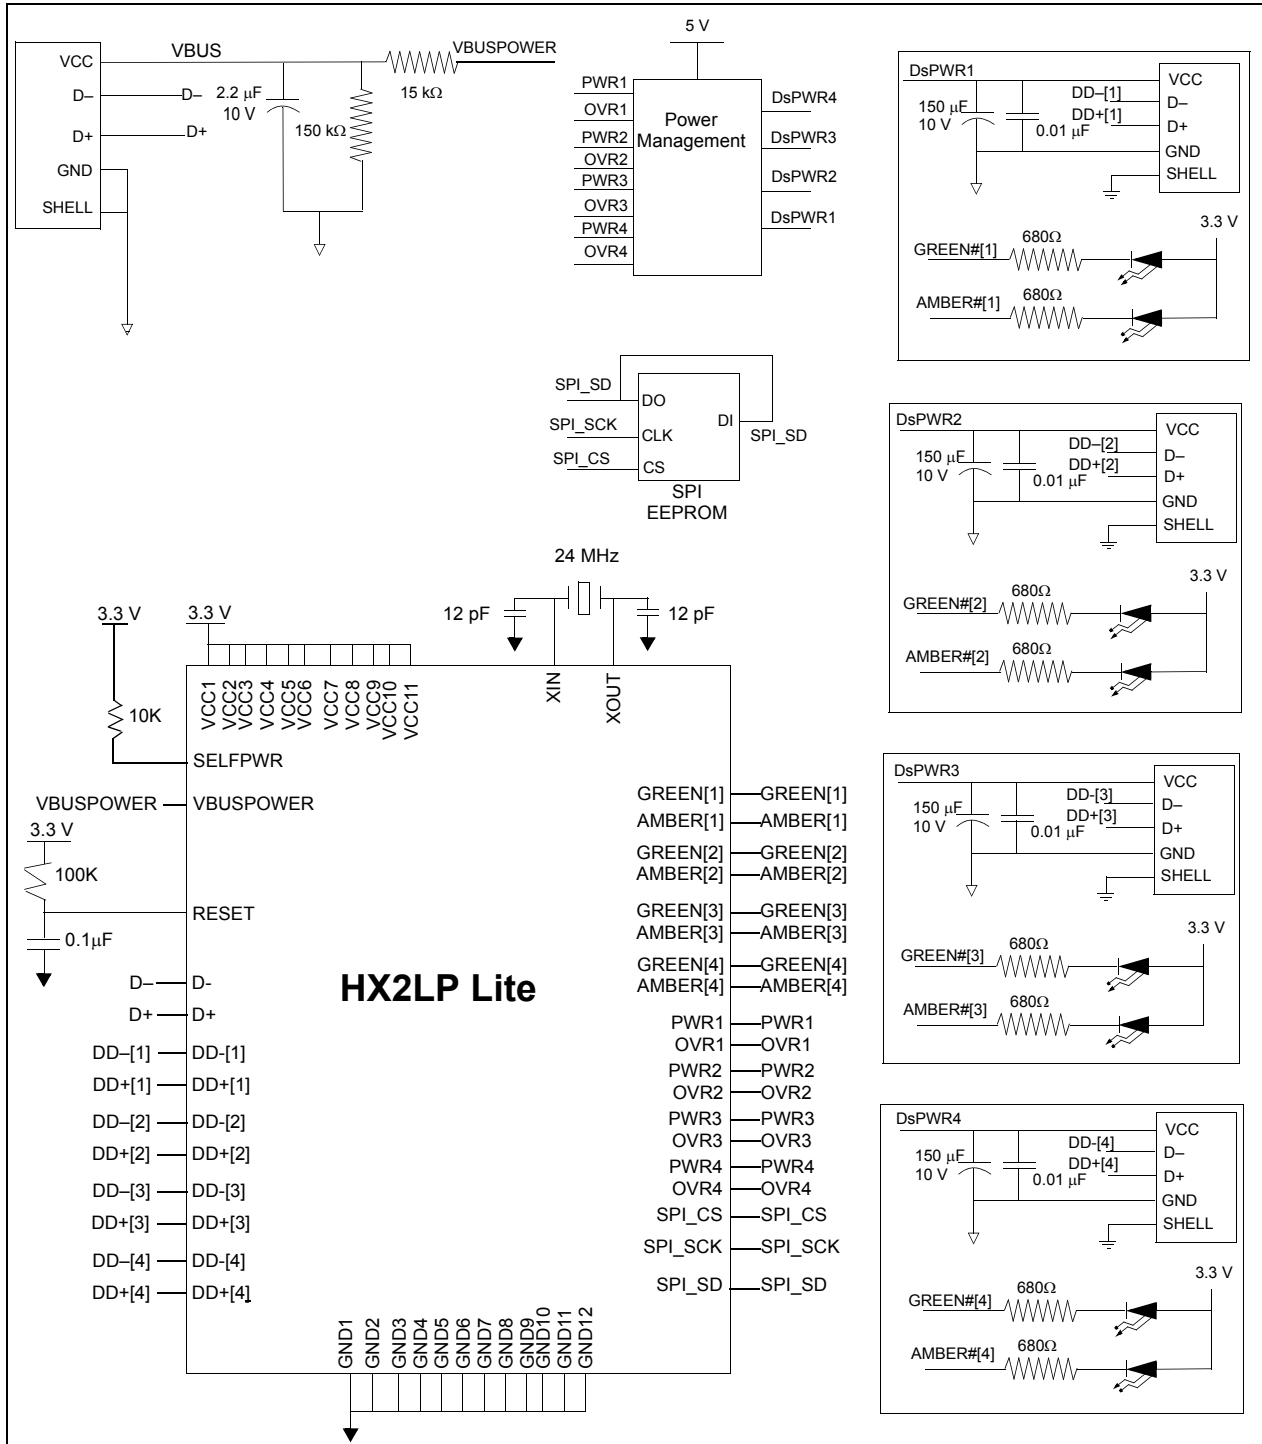 VCC
D–
D+
GND
SHELL
VBUS
D–
D+
2.2 µF
10 V
150 kΩ
15 kΩ
VBUSPOWER
5 V
PWR1
OVR1
PWR2
OVR2
PWR3
OVR3
PWR4
OVR4
Power
Management
DsPWR4
DsPWR3
DsPWR2
DsPWR1
SPI_SD
SPI_SCK
SPI_CS
DO
CLK
CS
DI
SPI_SD
SPI
EEPROM
24 MHz
12 pF
12 pF
3.3 V
3.3 V
10K
VCC1
VCC2
VCC3
VCC4
VCC5
VCC6
VCC7
VCC8
VCC9
VCC10
VCC11
XIN
XOUT
SELFPWR
VBUSPOWER
VBUSPOWER
3.3 V
100K
RESET
0.1µF
HX2LP Lite
D– D-
D+ D+
DD–[1] DD-[1]
DD+[1] DD+[1]
DD–[2] DD-[2]
DD+[2] DD+[2]
DD–[3] DD-[3]
DD+[3] DD+[3]
DD–[4] DD-[4]
DD+[4] DD+[4]
GREEN[1] GREEN[1]
AMBER[1] AMBER[1]
GREEN[2] GREEN[2]
AMBER[2] AMBER[2]
GREEN[3] GREEN[3]
AMBER[3] AMBER[3]
GREEN[4] GREEN[4]
AMBER[4] AMBER[4]
PWR1 PWR1
OVR1 OVR1
PWR2 PWR2
OVR2 OVR2
PWR3 PWR3
OVR3 OVR3
PWR4 PWR4
OVR4 OVR4
SPI_CS SPI_CS
SPI_SCK SPI_SCK
SPI_SD SPI_SD
GND1
GND2
GND3
GND4
GND5
GND6
GND7
GND8
GND9
GND10
GND11
GND12
DsPWR1
150 µF
10 V
0.01 µF
DD–[1]
DD+[1]
VCC
D–
D+
GND
SHELL
3.3 V
GREEN#[1]
680Ω
AMBER#[1]
680Ω
DsPWR2
150 µF
10 V
0.01 µF
DD–[2]
DD+[2]
VCC
D–
D+
GND
SHELL
3.3 V
GREEN#[2]
680Ω
AMBER#[2]
680Ω
DsPWR3
150 µF
10 V
0.01 µF
DD-[3]
DD+[3]
VCC
D–
D+
GND
SHELL
3.3 V
GREEN#[3]
680Ω
AMBER#[3]
680Ω
DsPWR4
150 µF
10 V
0.01 µF
DD-[4]
DD+[4]
VCC
D–
D+
GND
SHELL
3.3 V
GREEN#[4]
680Ω
AMBER#[4]
680Ω